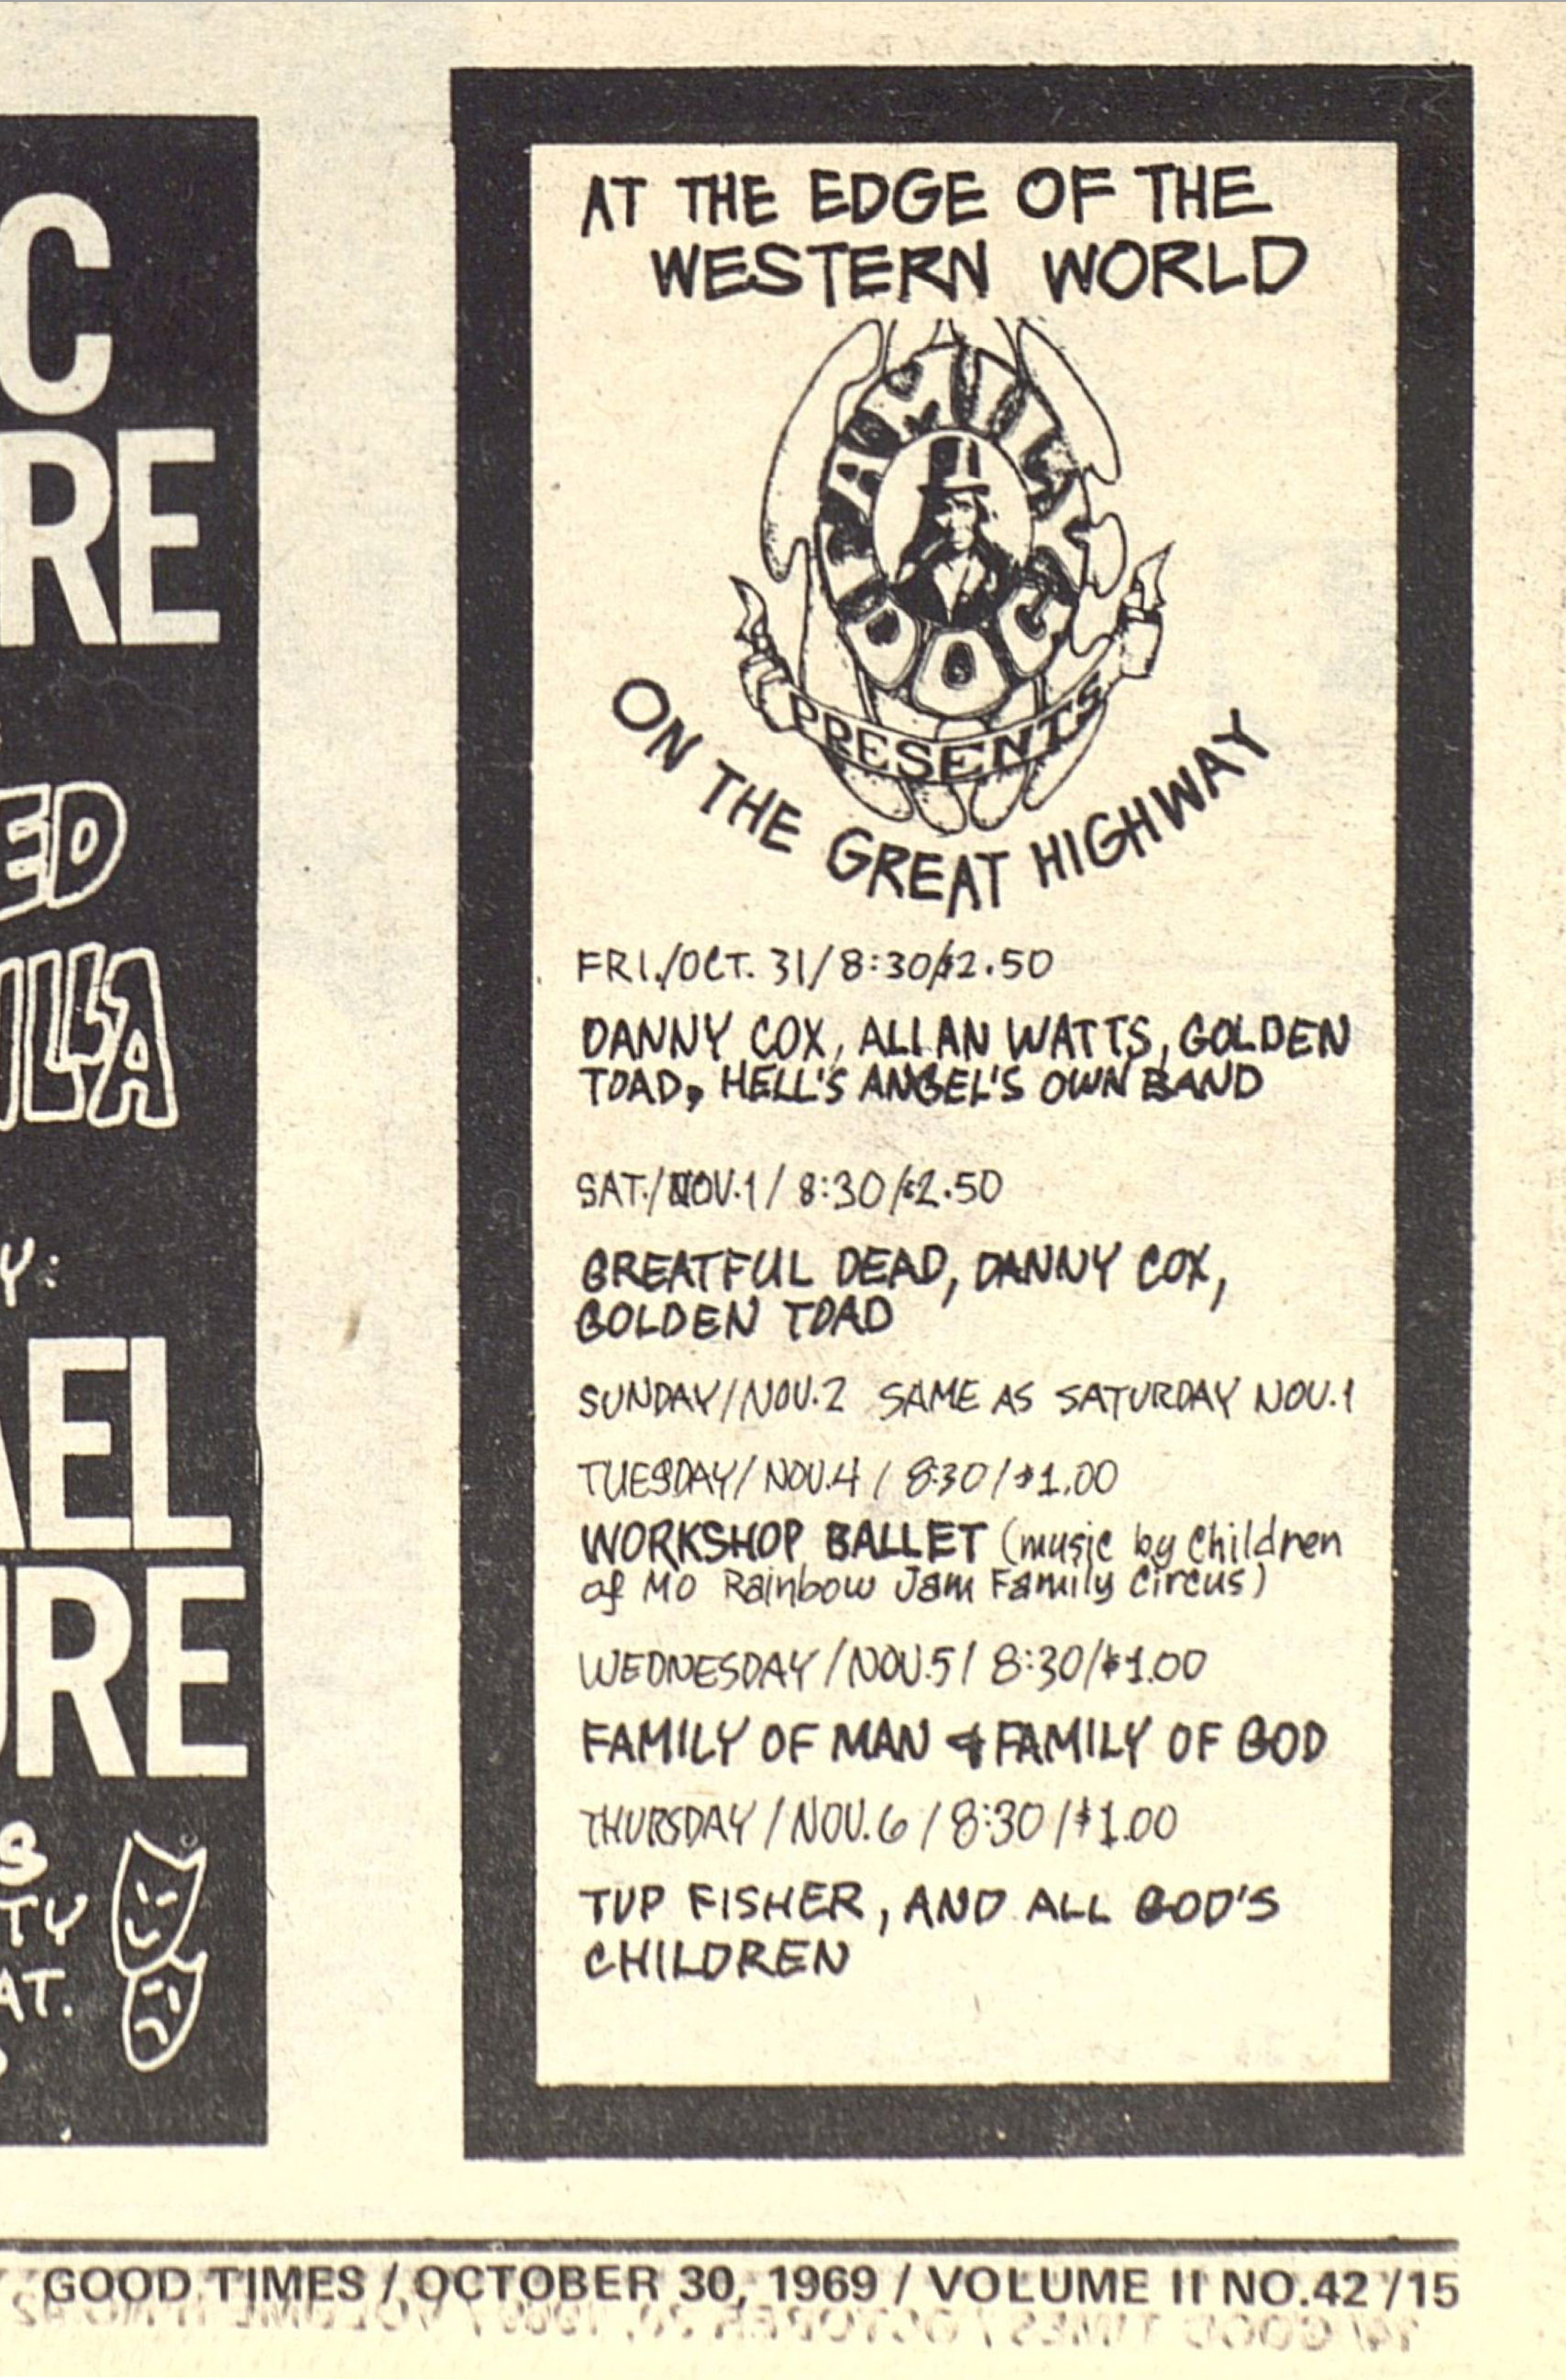 C
RE
ED
ILLA
Y:
AEL
URE
S
TY
AT.
AT THE EDGE OF THE
WESTERN WORLD
FAMILY
DOG
PRESENTS
ON THE GREAT HIGHWAY
FRI./OCT. 31/8:30/$2.50
DANNY COX, ALLAN WATTS, GOLDEN
TOAD, HELL'S ANGEL'S OWN BAND
SAT./NOV.1/ 8:30/$2.50
GREATFUL DEAD, DANNY COX,
GOLDEN TOAD
SUNDAY/NOV.2 SAME AS SATURDAY NOV.1
TUESDAY/NOV.4/ 8:30/$1.00
WORKSHOP BALLET (music by Children
of MO Rainbow Jam Family Circus)
WEDNESDAY/NOV.5/ 8:30/$1.00
FAMILY OF MAN & FAMILY OF GOD
THURSDAY/NOV.6/8:30/$1.00
TUP FISHER, AND ALL GOD'S
CHILDREN
GOOD TIMES / OCTOBER 30, 1969 / VOLUME II NO.42 /15